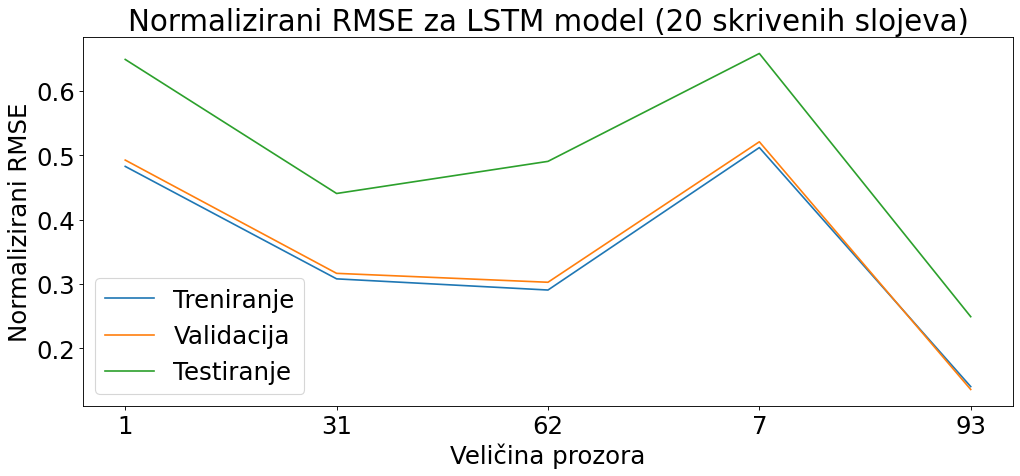 Normalizirani RMSE za LSTM model (20 skrivenih slojeva)
Normalizirani RMSE
0.6
0.5
0.4
0.3
0.2
Treniranje
Validacija
Testiranje
1 31 62 7 93
Veličina prozora